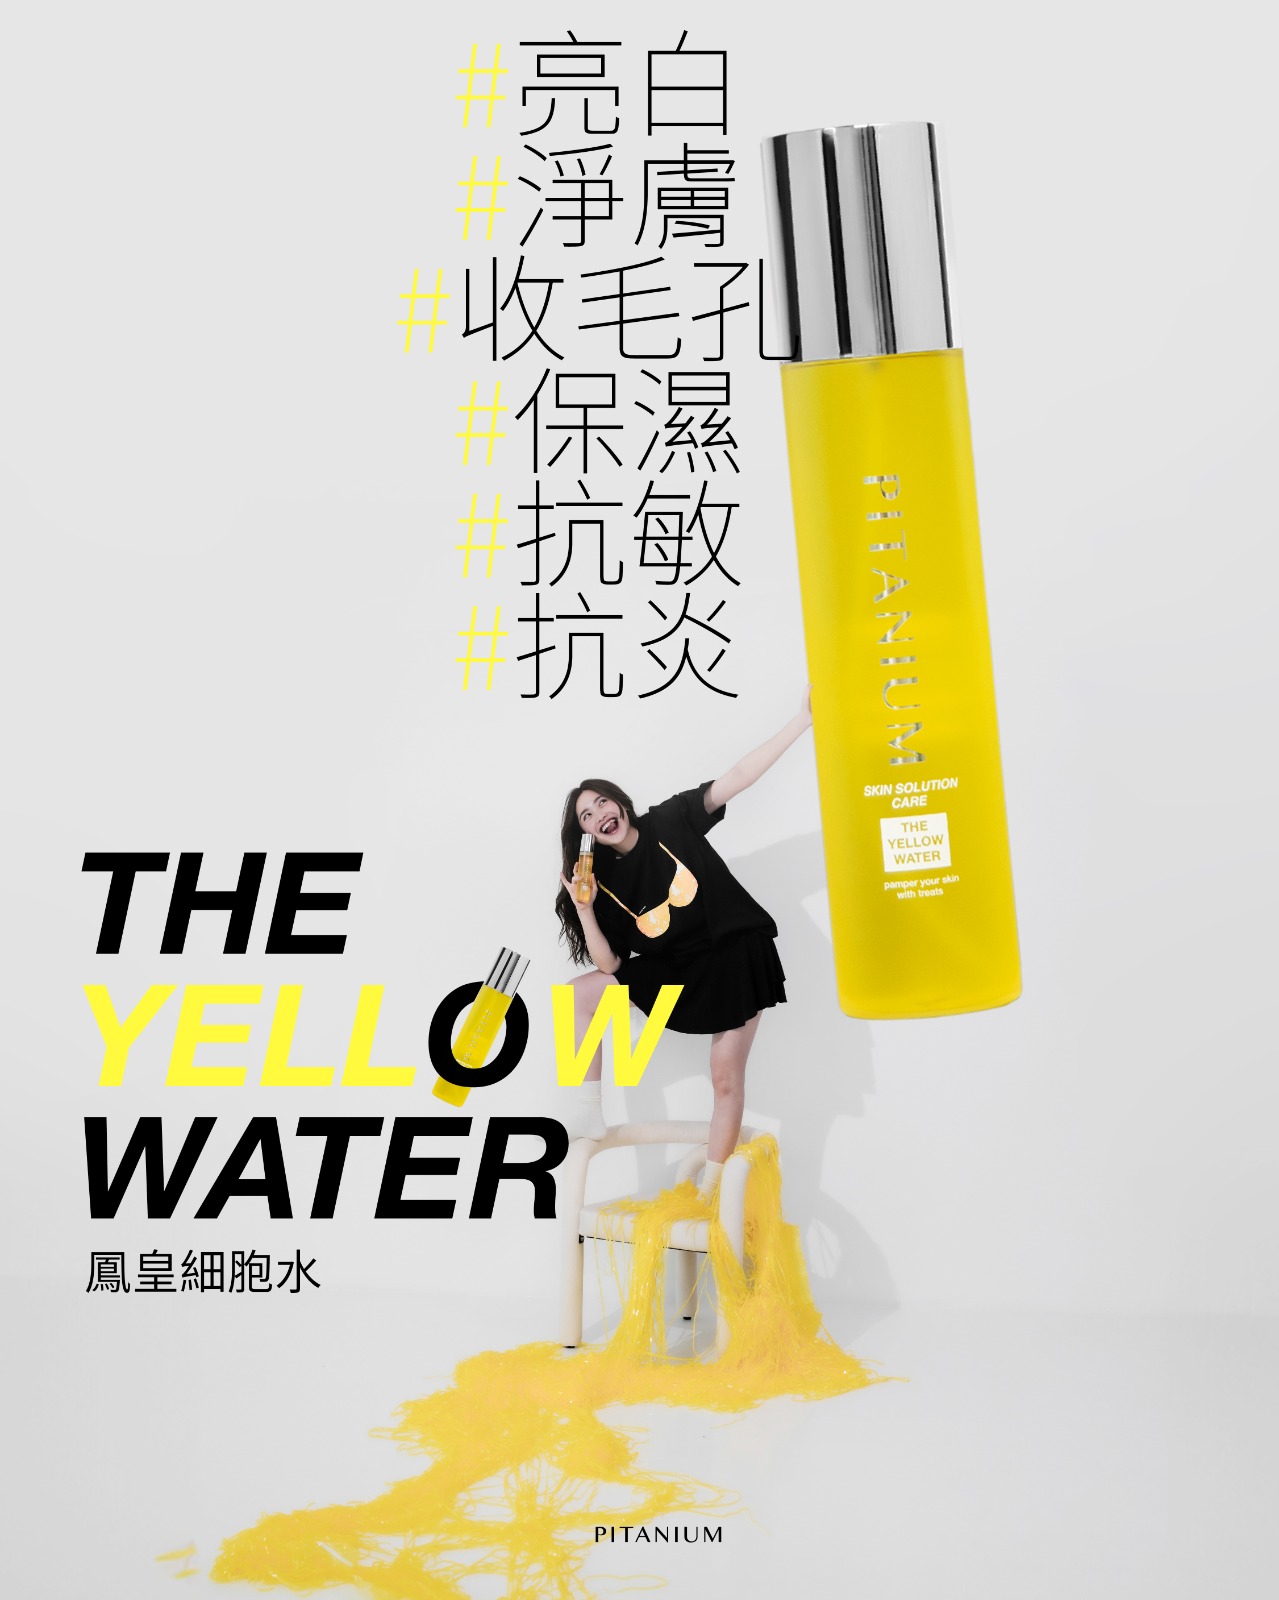 #亮白
#淨膚
#收毛孔
#保濕
#抗敏
#抗炎
PITANIUM
SKIN SOLUTION
CARE
THE
YELLOW
WATER
pamper your skin
with treats
THE
YELLOW
WATER
鳳皇細胞水
PITANIUM